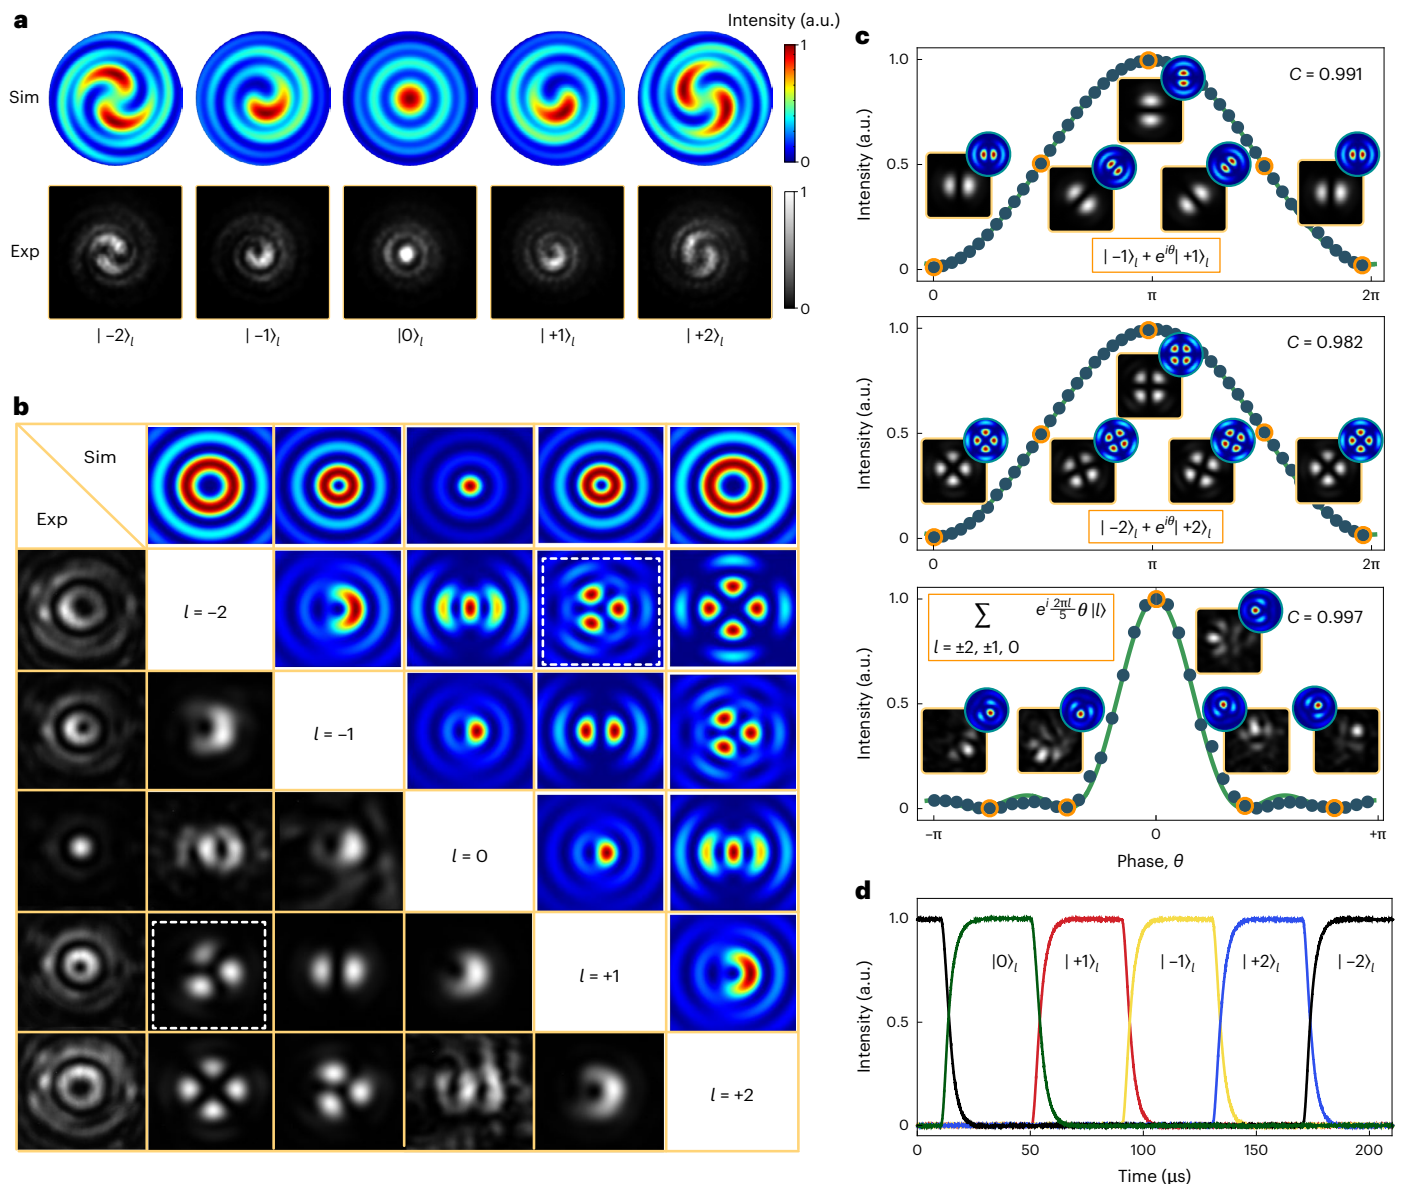 a
Intensity (a.u.)
Sim
1
0
Exp
1
0
| −2⟩l
| −1⟩l
|0⟩l
| +1⟩l
| +2⟩l
b
Sim
Exp
l = −2
l = −1
l = 0
l = +1
l = +2
c
Intensity (a.u.)
1.0
0.5
0
C = 0.991
| −1⟩l + e^iθ| +1⟩l
0
π
2π
Intensity (a.u.)
1.0
0.5
0
C = 0.982
| −2⟩l + e^iθ| +2⟩l
0
π
2π
Intensity (a.u.)
1.0
0.5
0
∑ e^i 2πl/5 θ |l⟩
l = ±2, ±1, 0
C = 0.997
−π
0
+π
Phase, θ
d
Intensity (a.u.)
1.0
0.5
0
|0⟩l
| +1⟩l
| −1⟩l
| +2⟩l
| −2⟩l
0
50
100
150
200
Time (μs)